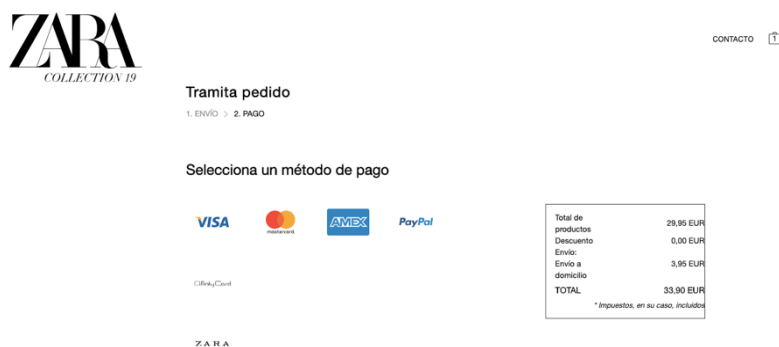 ZARA
COLLECTION 19
CONTACTO 1
Tramita pedido
1. ENVÍO > 2. PAGO
Selecciona un método de pago
VISA
mastercard
AMEX
PayPal
Total de productos 29,95 EUR
Descuento 0,00 EUR
Envío:
Envío a domicilio 3,95 EUR
TOTAL 33,90 EUR
* Impuestos, en su caso, incluidos
AffinityCard
ZARA